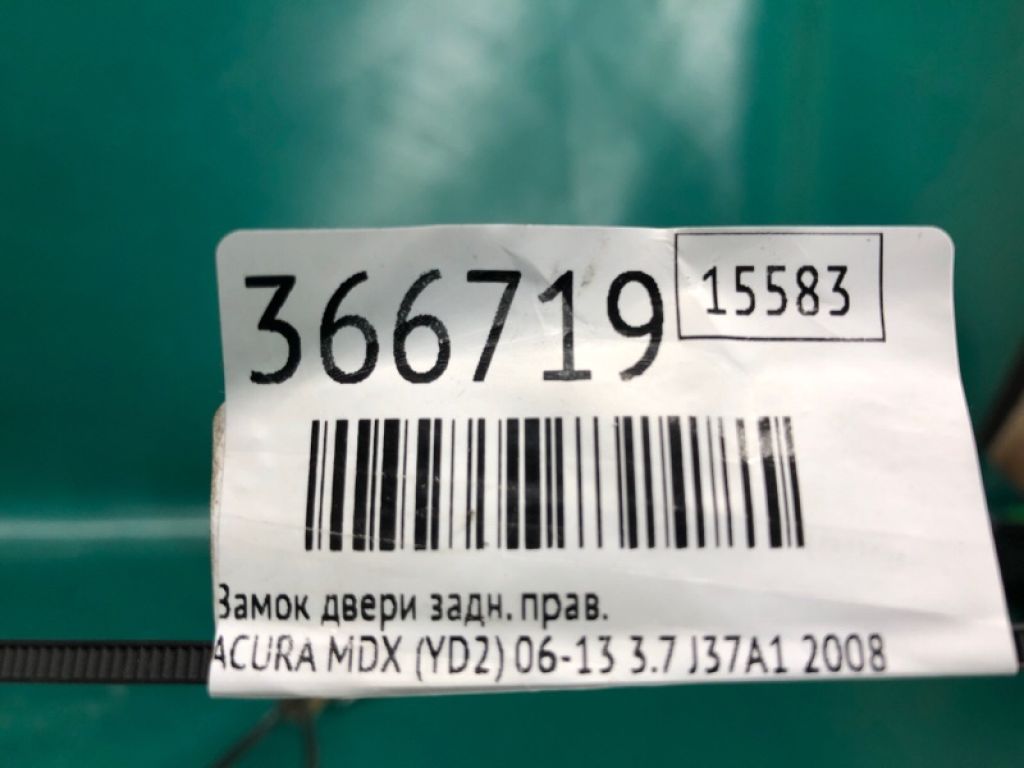 366719 15583
Замок двери задн. прав.
ACURA MDX (YD2) 06-13 3.7 J37A1 2008